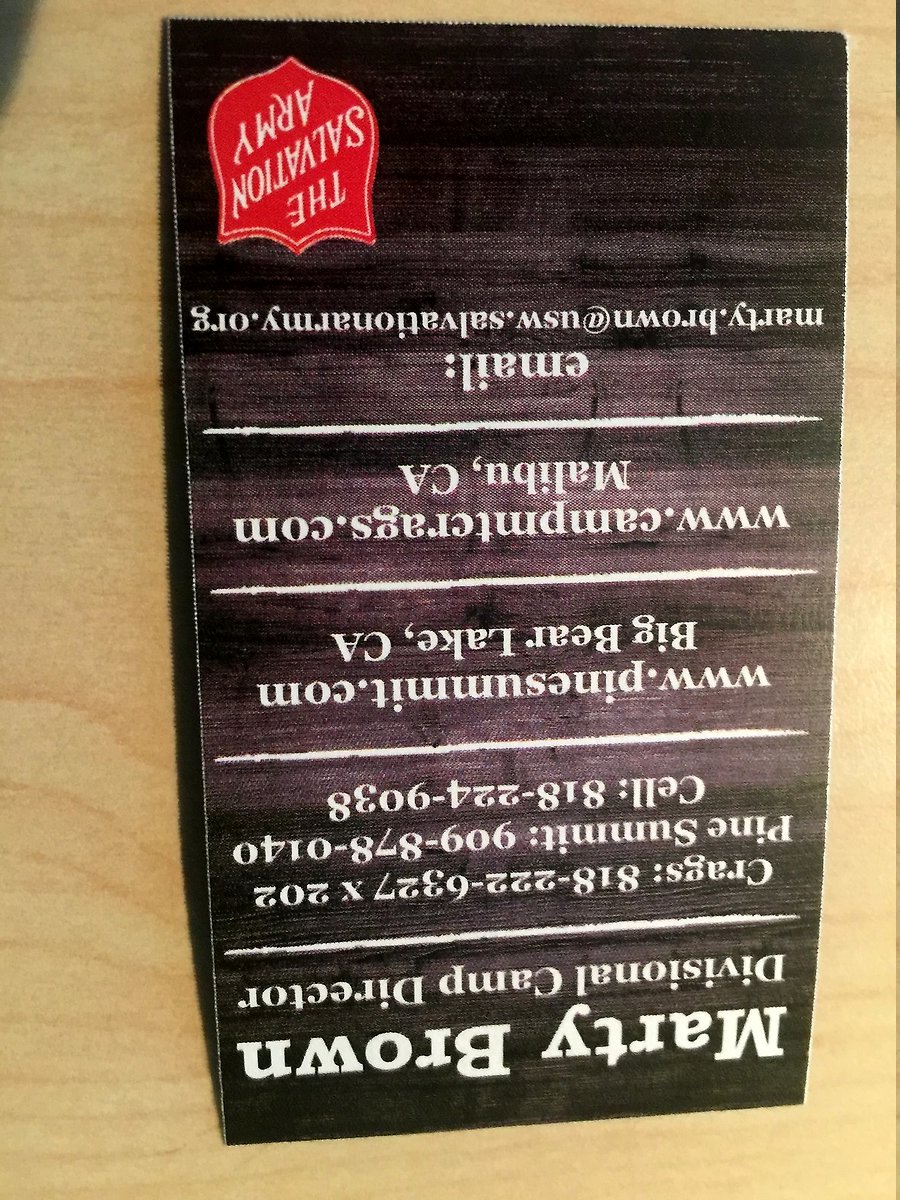 Marty Brown
Divisional Camp Director
Crags: 818-222-6327 x 202
Pine Summit: 909-878-0140
Cell: 818-224-9038
www.pinesummit.com
Big Bear Lake, CA
www.campmtcrags.com
Malibu, CA
email:
marty.brown@usw.salvationarmy.org
THE
SALVATION
ARMY